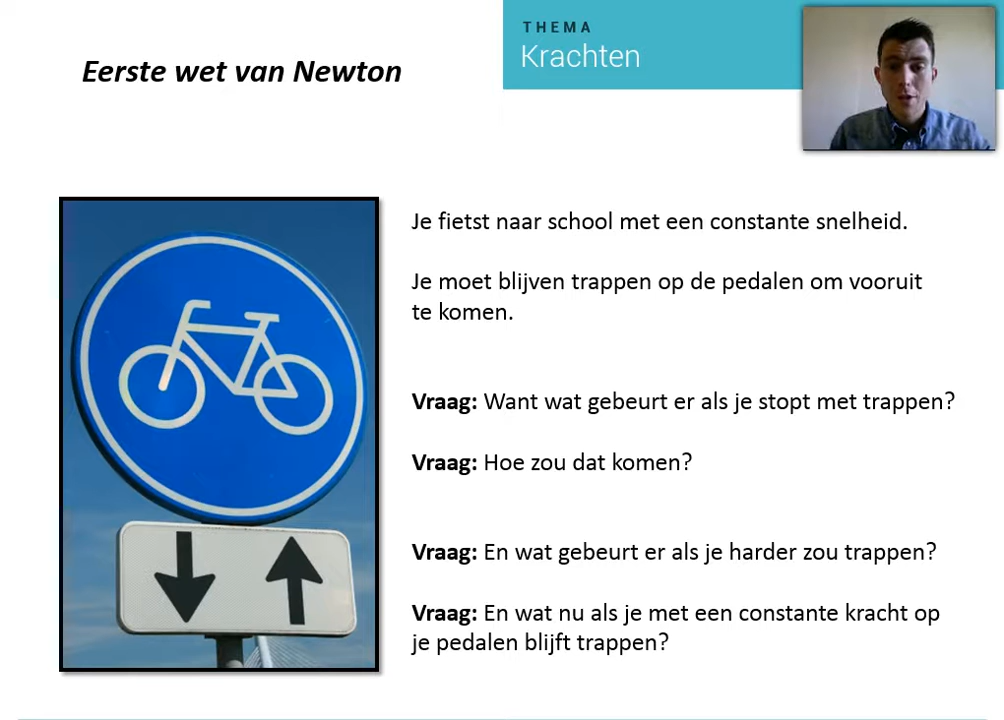 Eerste wet van Newton
THEMA
Krachten
Je fietst naar school met een constante snelheid.
Je moet blijven trappen op de pedalen om vooruit
te komen.
Vraag: Want wat gebeurt er als je stopt met trappen?
Vraag: Hoe zou dat komen?
Vraag: En wat gebeurt er als je harder zou trappen?
Vraag: En wat nu als je met een constante kracht op
je pedalen blijft trappen?